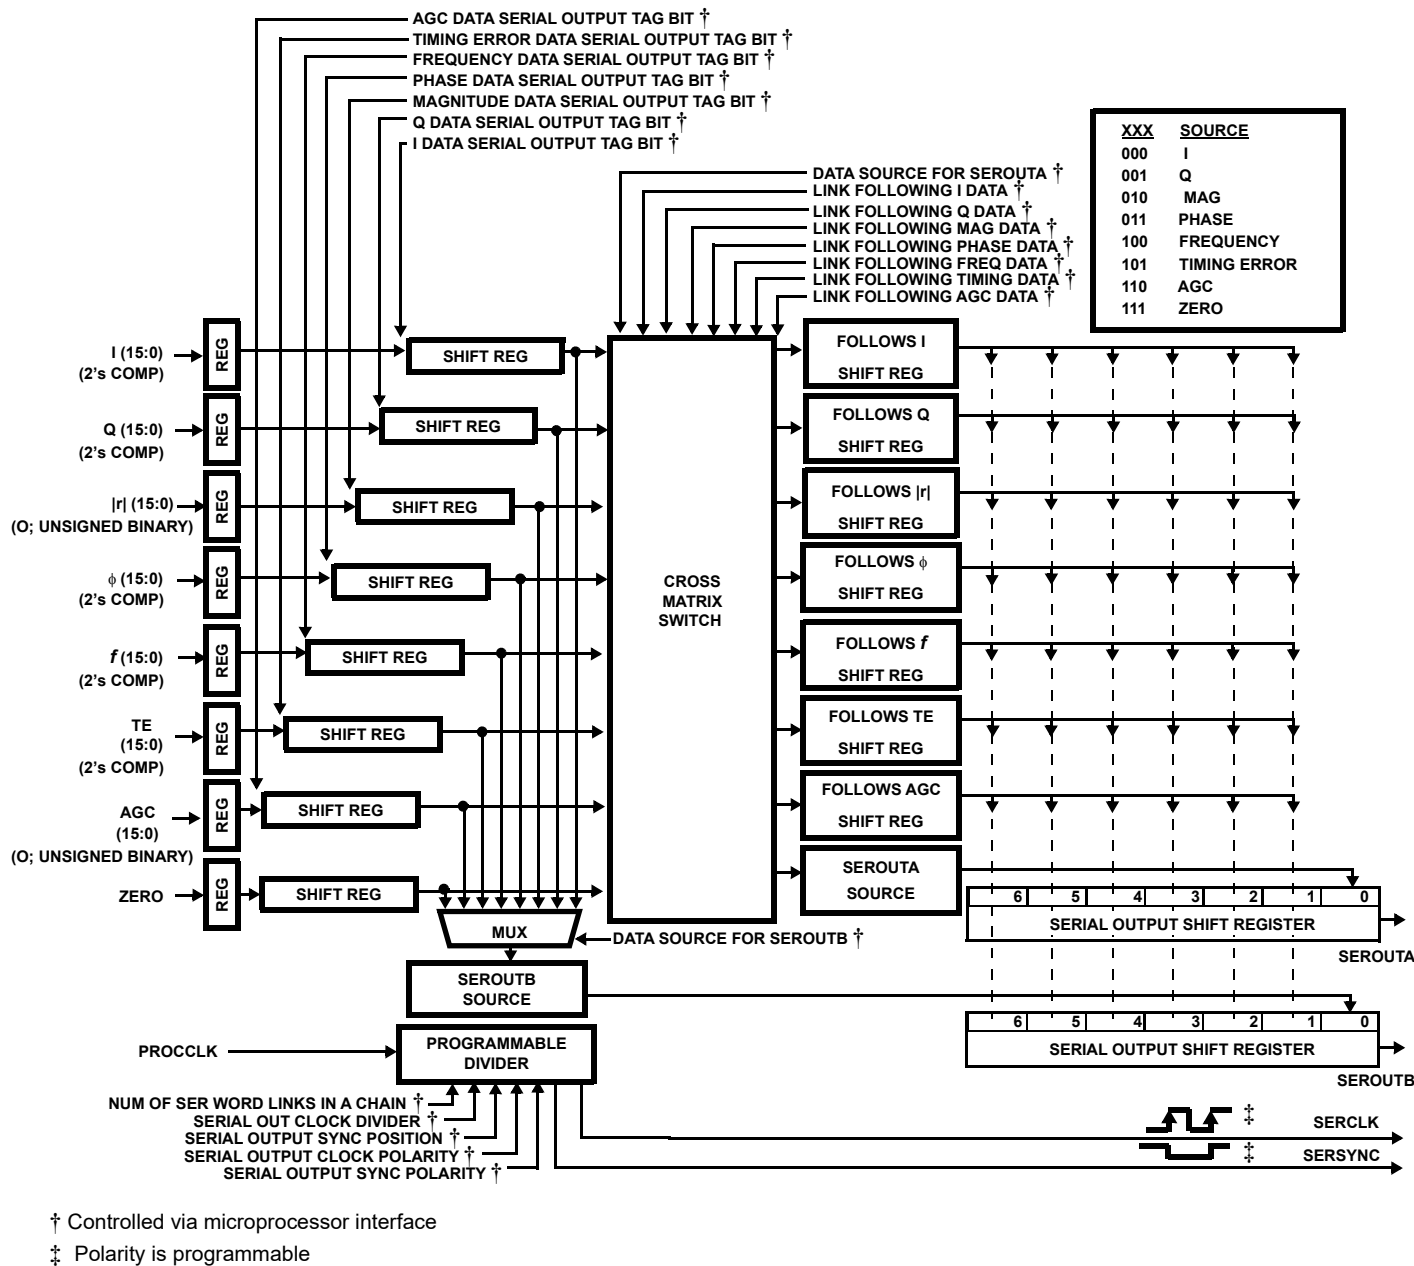 AGC DATA SERIAL OUTPUT TAG BIT †
TIMING ERROR DATA SERIAL OUTPUT TAG BIT †
FREQUENCY DATA SERIAL OUTPUT TAG BIT †
PHASE DATA SERIAL OUTPUT TAG BIT †
MAGNITUDE DATA SERIAL OUTPUT TAG BIT †
Q DATA SERIAL OUTPUT TAG BIT †
I DATA SERIAL OUTPUT TAG BIT †
DATA SOURCE FOR SEROUTA †
LINK FOLLOWING I DATA †
LINK FOLLOWING Q DATA †
LINK FOLLOWING MAG DATA †
LINK FOLLOWING PHASE DATA †
LINK FOLLOWING FREQ DATA †
LINK FOLLOWING TIMING DATA †
LINK FOLLOWING AGC DATA †
XXX SOURCE
000 I
001 Q
010 MAG
011 PHASE
100 FREQUENCY
101 TIMING ERROR
110 AGC
111 ZERO
I (15:0)
(2's COMP)
REG
SHIFT REG
Q (15:0)
(2's COMP)
REG
SHIFT REG
|r| (15:0)
(O; UNSIGNED BINARY)
REG
SHIFT REG
ϕ (15:0)
(2's COMP)
REG
SHIFT REG
f (15:0)
(2's COMP)
REG
SHIFT REG
TE
(15:0)
(2's COMP)
REG
SHIFT REG
AGC
(15:0)
(O; UNSIGNED BINARY)
REG
SHIFT REG
ZERO
REG
SHIFT REG
CROSS
MATRIX
SWITCH
FOLLOWS I
SHIFT REG
FOLLOWS Q
SHIFT REG
FOLLOWS |r|
SHIFT REG
FOLLOWS ϕ
SHIFT REG
FOLLOWS f
SHIFT REG
FOLLOWS TE
SHIFT REG
FOLLOWS AGC
SHIFT REG
SEROUTA
SOURCE
6 5 4 3 2 1 0
SERIAL OUTPUT SHIFT REGISTER
SEROUTA
MUX
DATA SOURCE FOR SEROUTB †
SEROUTB
SOURCE
6 5 4 3 2 1 0
SERIAL OUTPUT SHIFT REGISTER
SEROUTB
PROCCLK
PROGRAMMABLE
DIVIDER
NUM OF SER WORD LINKS IN A CHAIN †
SERIAL OUT CLOCK DIVIDER †
SERIAL OUTPUT SYNC POSITION †
SERIAL OUTPUT CLOCK POLARITY †
SERIAL OUTPUT SYNC POLARITY †
‡ SERCLK
‡ SERSYNC
† Controlled via microprocessor interface
‡ Polarity is programmable